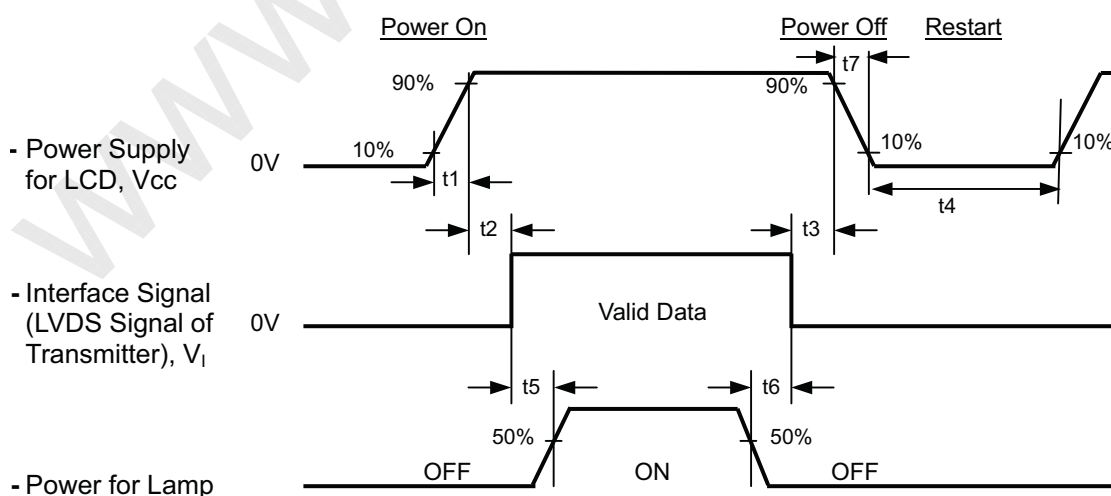 Power On Power Off Restart
t7
90% 90%
- Power Supply
for LCD, Vcc
0V 10% 10% 10%
t1
t4
t2 t3
- Interface Signal
(LVDS Signal of
Transmitter), VI
0V Valid Data
t5 t6
50% 50%
- Power for Lamp
OFF ON OFF